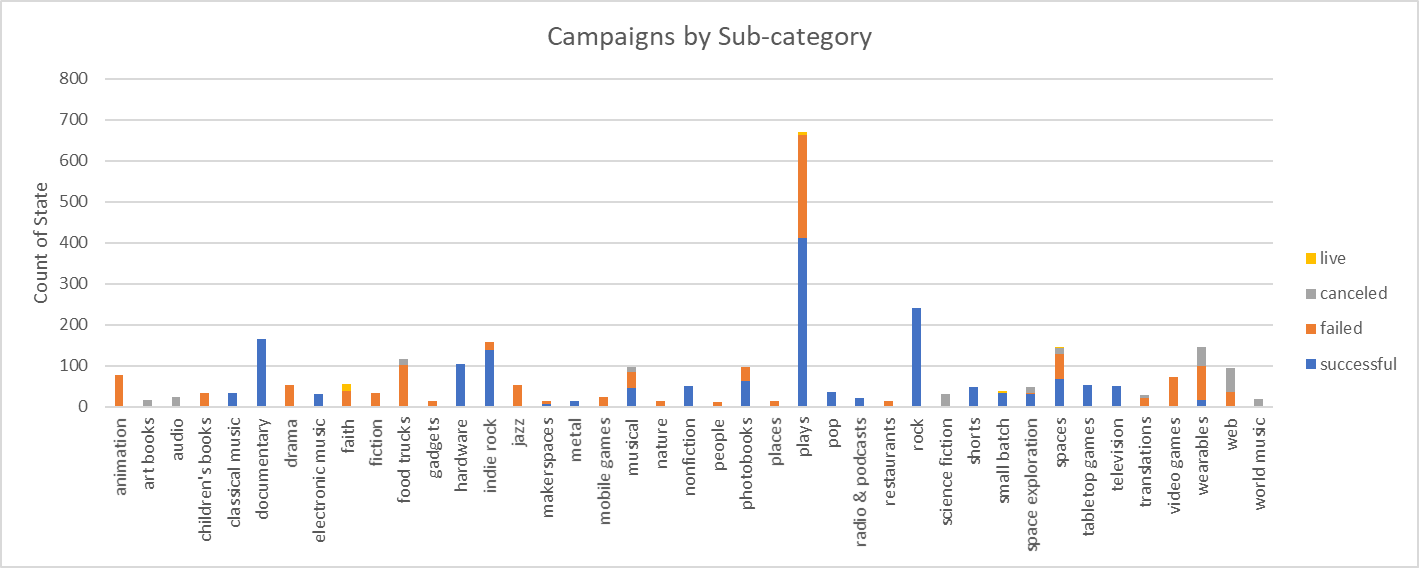 Campaigns by Sub-category
Count of State
800
700
600
500
400
300
200
100
0
animation
art books
audio
children's books
classical music
documentary
drama
electronic music
faith
fiction
food trucks
gadgets
hardware
indie rock
jazz
makerspaces
metal
mobile games
musical
nature
nonfiction
people
photobooks
places
plays
pop
radio & podcasts
restaurants
rock
science fiction
shorts
small batch
space exploration
spaces
tabletop games
television
translations
video games
wearables
web
world music
live
canceled
failed
successful